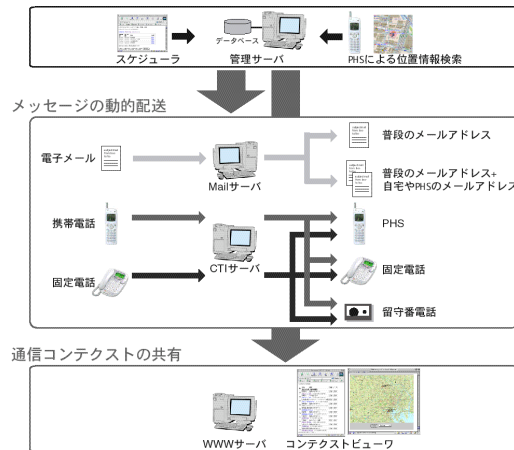 データベース
スケジューラ
管理サーバ
PHSによる位置情報検索
メッセージの動的配送
電子メール
Mailサーバ
普段のメールアドレス
普段のメールアドレス+
自宅やPHSのメールアドレス
携帯電話
CTIサーバ
PHS
固定電話
固定電話
留守番電話
通信コンテクストの共有
WWWサーバ
コンテクストビューワ